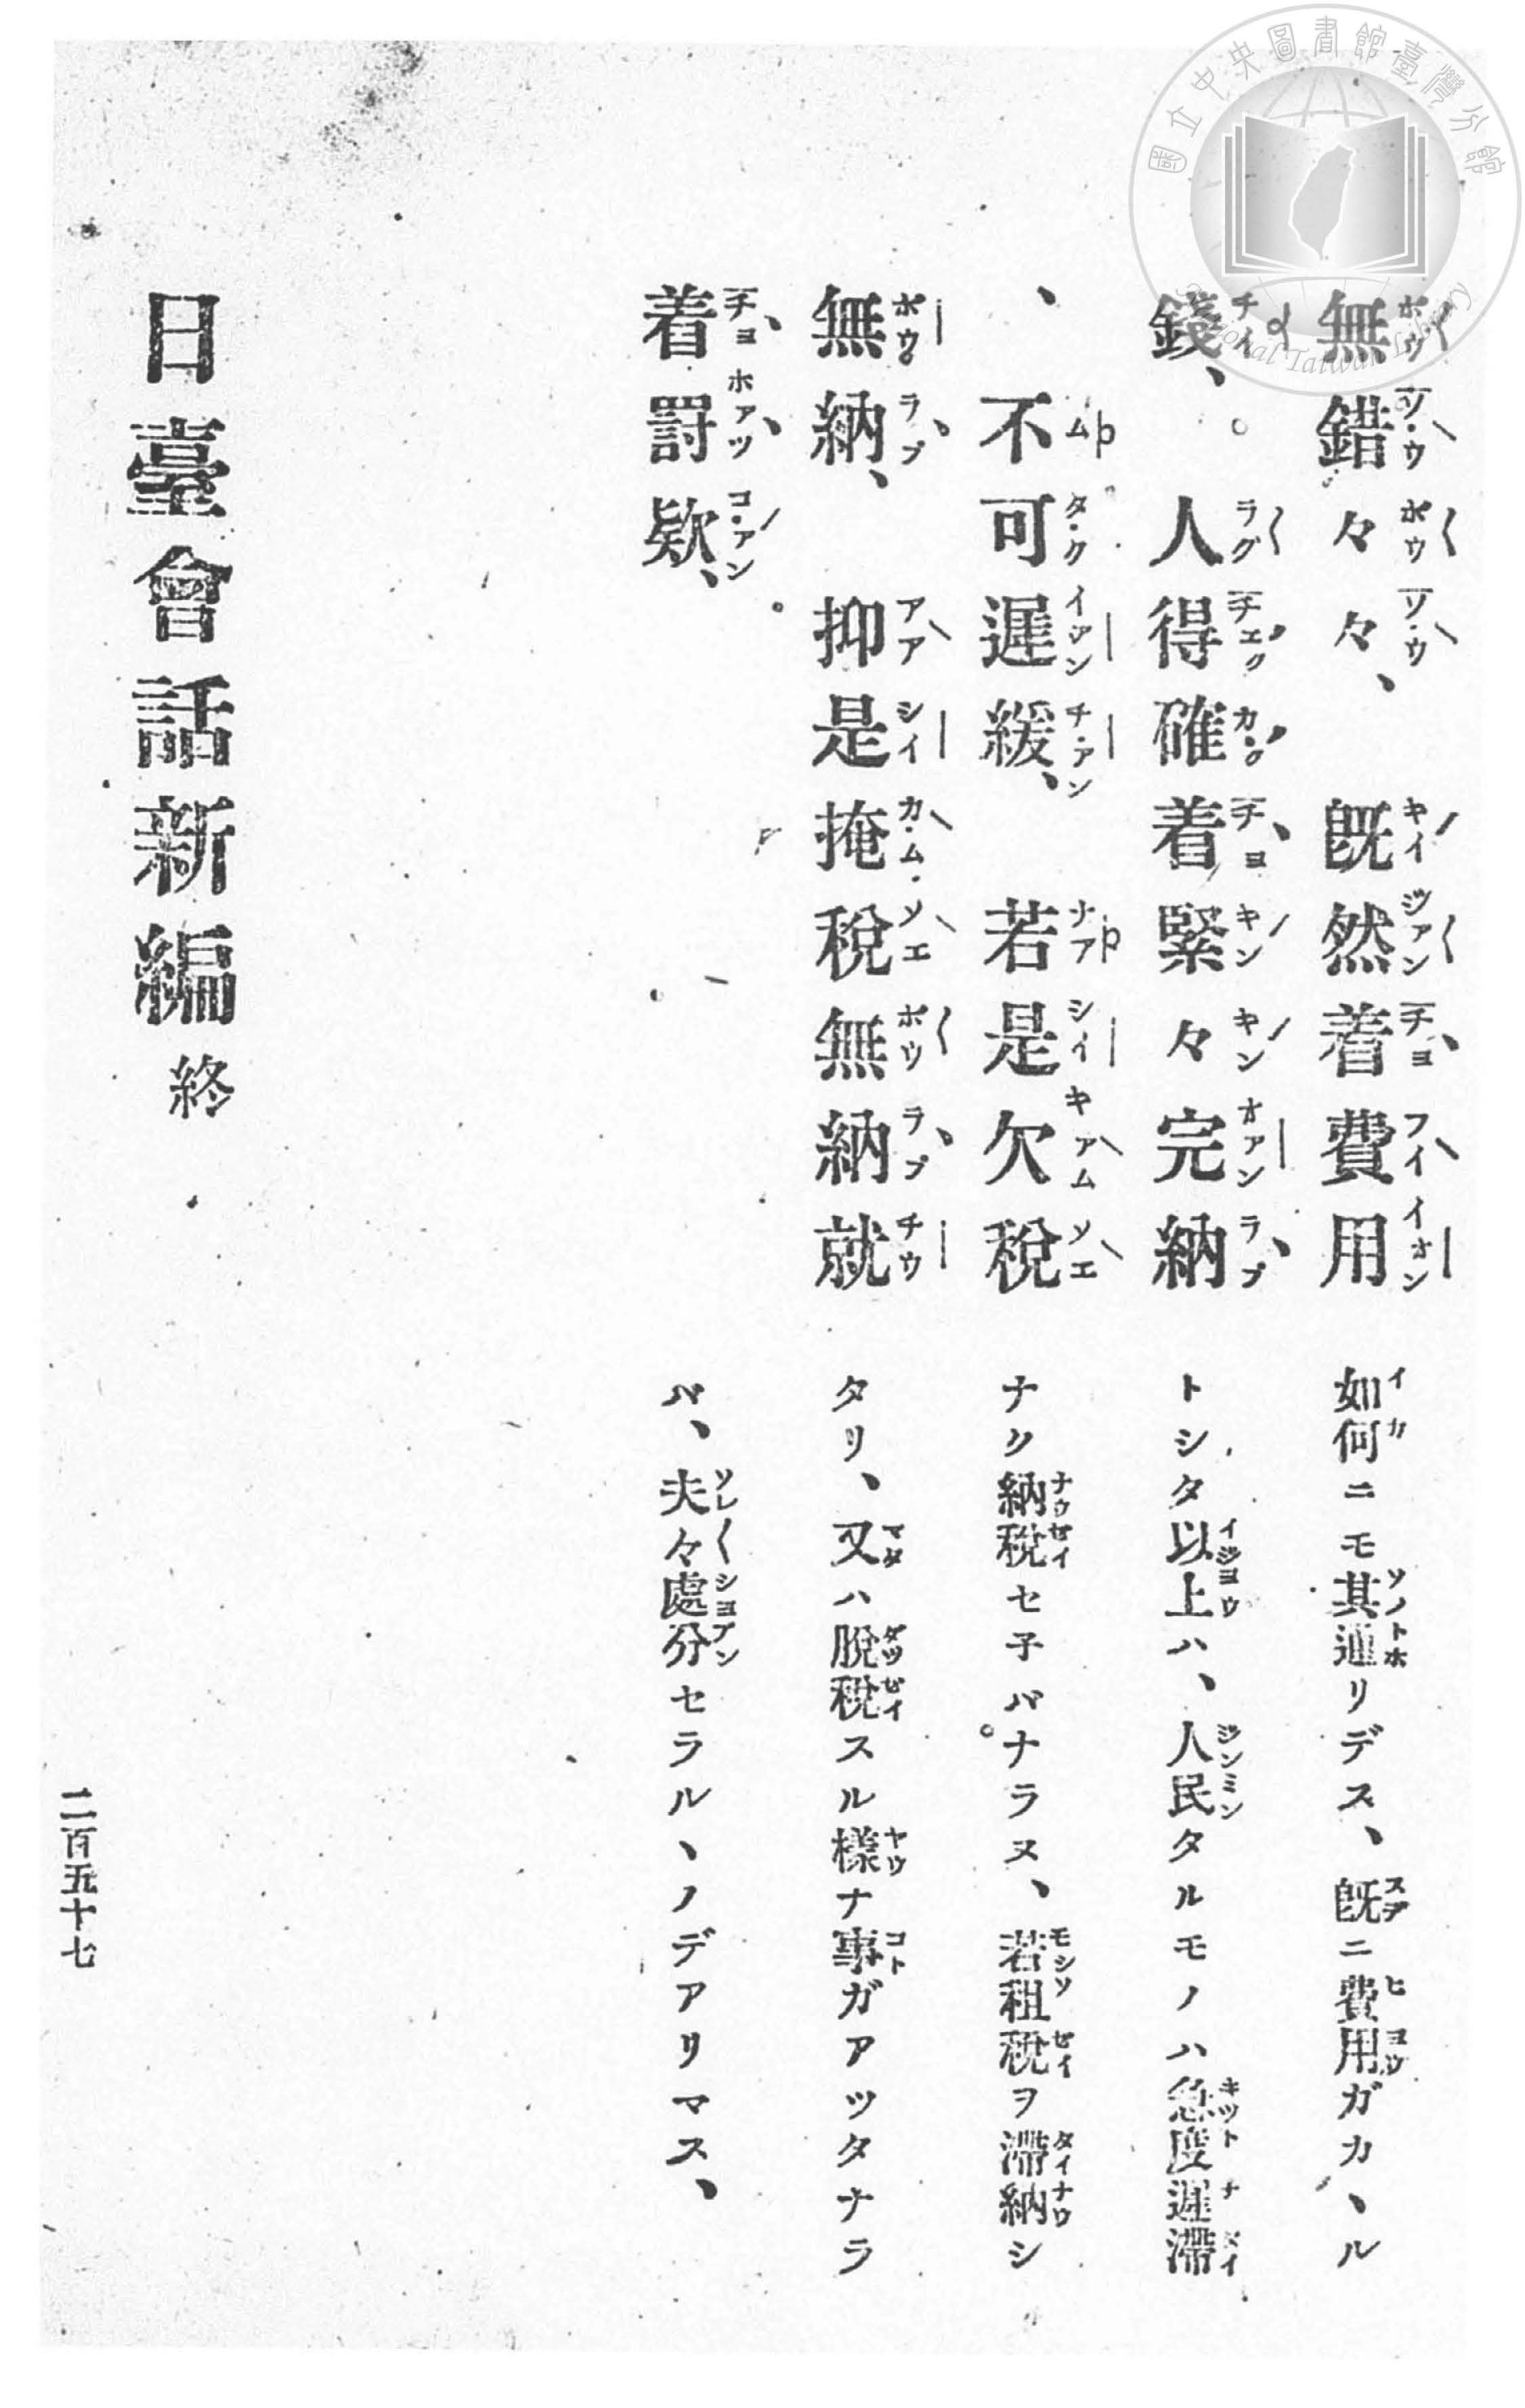 無錯々々、既然着費用
錢、人得確着緊々完納
、不可遲緩、若是欠稅
無納、抑是掩稅無納就
着罸欵、
如何ニモ其通リデス、既ニ費用ガカヽル
トシタ以上ハ、人民タルモノハ急度遲滯
ナク納稅セ子バナラヌ、若租稅ヲ滯納シ
タリ、又ハ脫稅スル樣ナ事ガアツタナラ
バ、夫々處分セラルヽノデアリマス、
日臺會話新編終
二百五十七
國立中央圖書館臺灣分館
National Taiwan Library